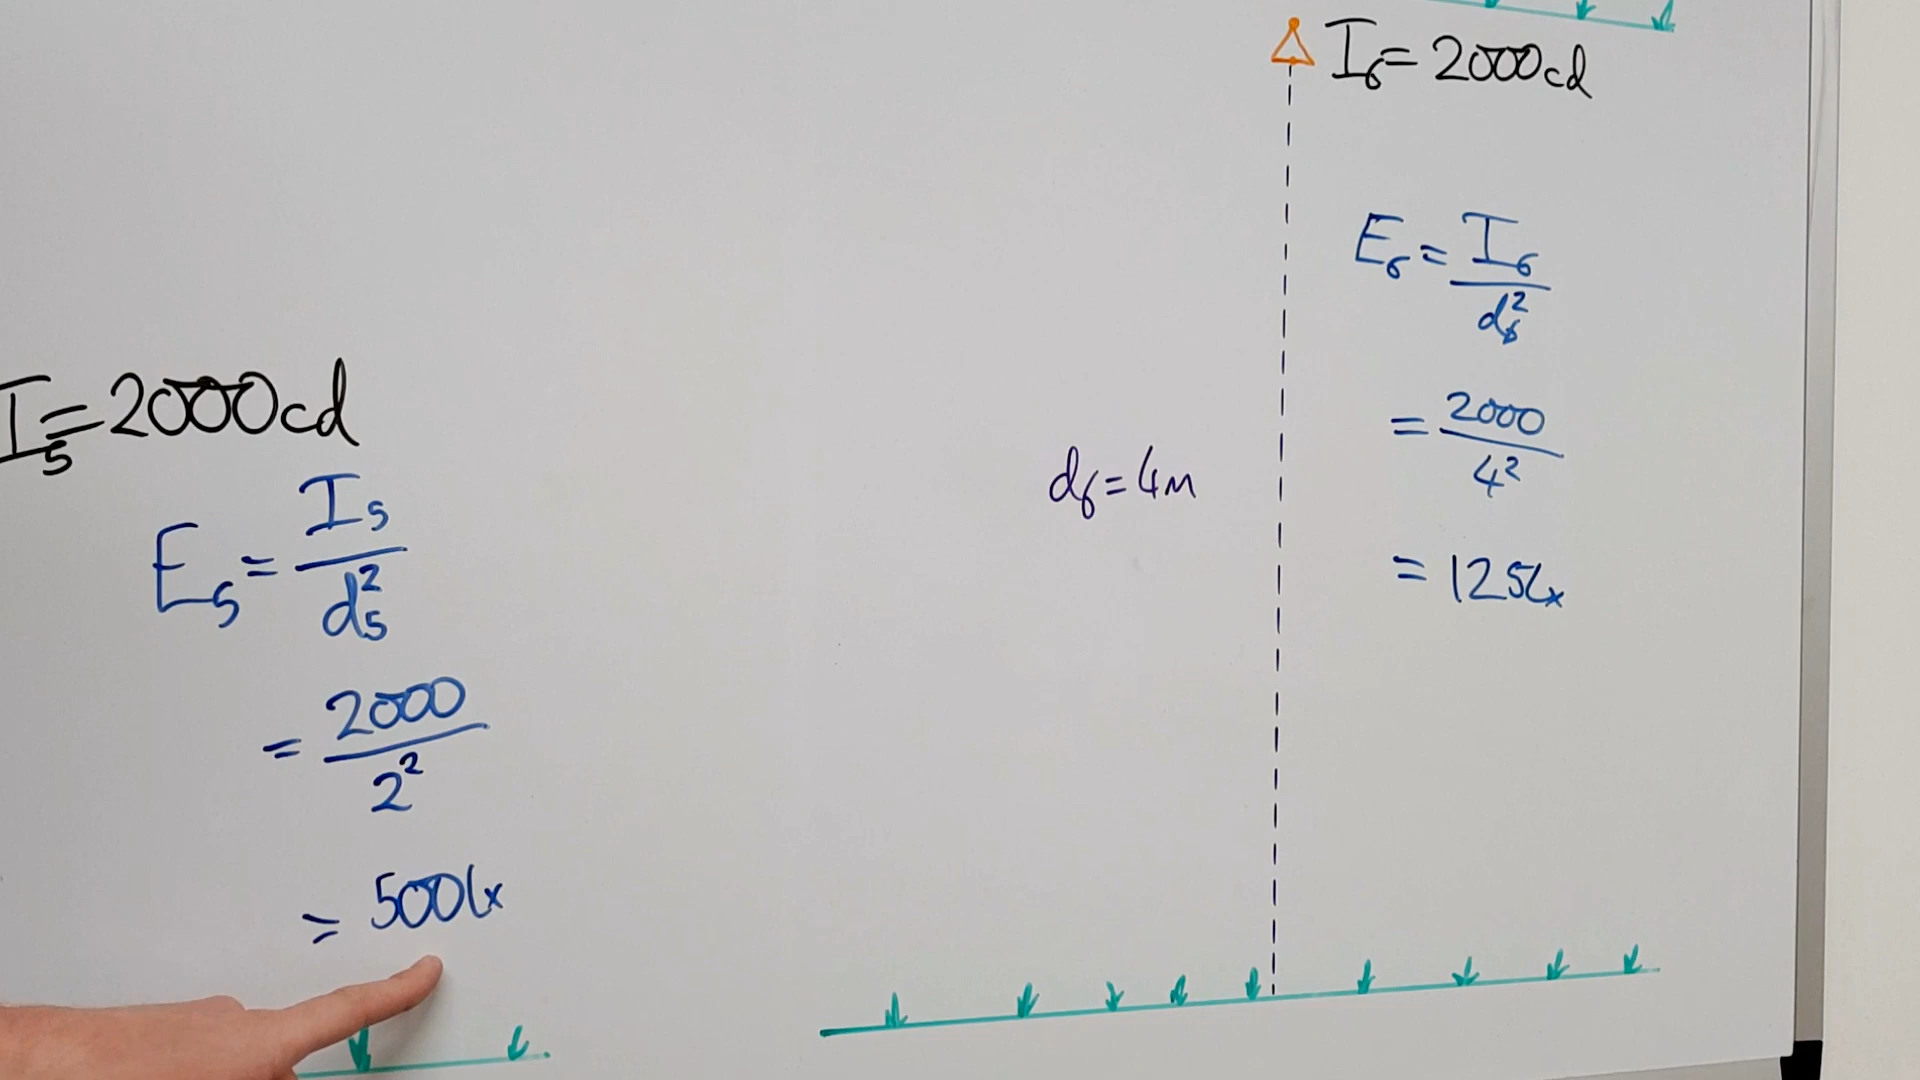 I₅ = 2000cd
E₅ = I₅ / d₅²
= 2000 / 2²
= 500lx
I₆ = 2000cd
d₆ = 4m
E₆ = I₆ / d₆²
= 2000 / 4²
= 125lx